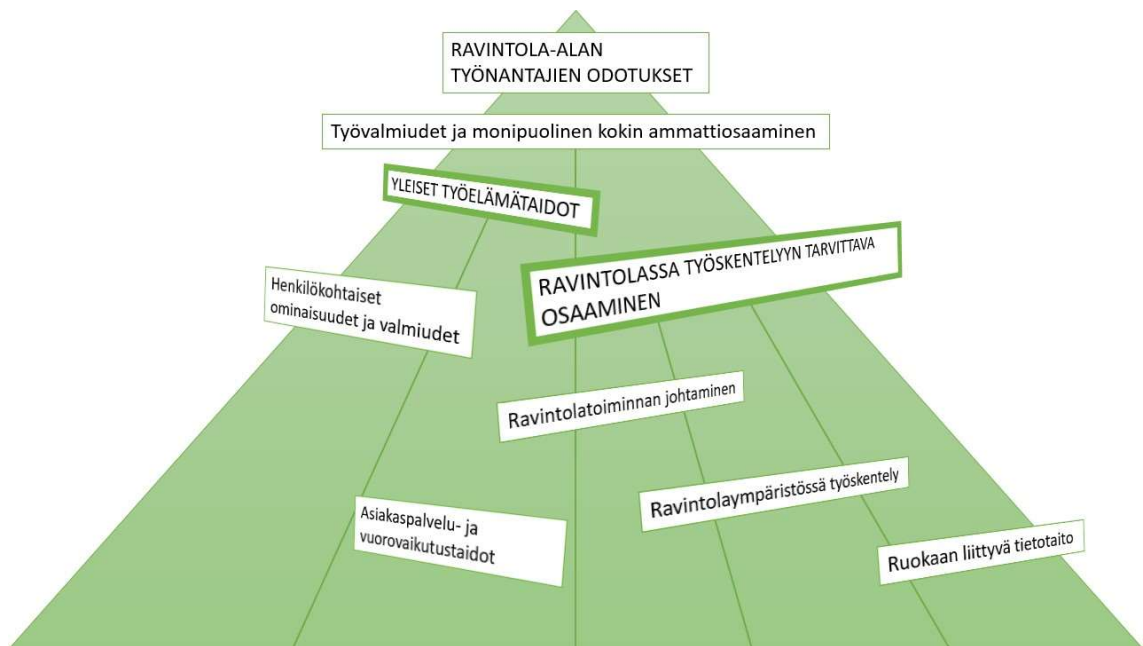 RAVINTOLA-ALAN
TYÖNANTAJIEN ODOTUKSET
Työvalmiudet ja monipuolinen kokin ammattiosaaminen
YLEISET TYÖELÄMÄTAIDOT
RAVINTOLASSA TYÖSKENTELYYN TARVITTAVA
OSAAMINEN
Henkilökohtaiset
ominaisuudet ja valmiudet
Ravintolatoiminnan johtaminen
Ravintolaympäristössä työskentely
Asiakaspalvelu- ja
vuorovaikutustaidot
Ruokaan liittyvä tietotaito